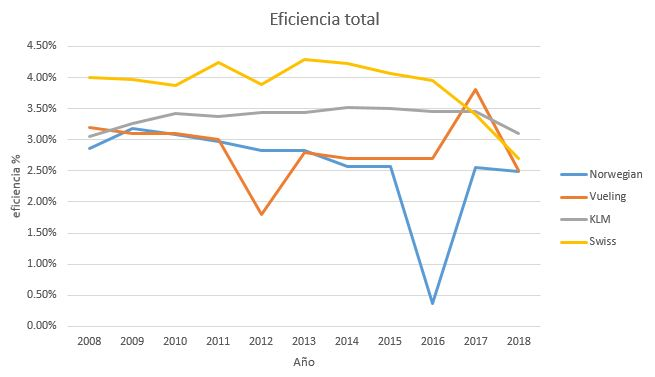 Eficiencia total
4.50%
4.00%
3.50%
3.00%
2.50%
2.00%
1.50%
1.00%
0.50%
0.00%
eficiencia %
2008 2009 2010 2011 2012 2013 2014 2015 2016 2017 2018
Año
Norwegian
Vueling
KLM
Swiss